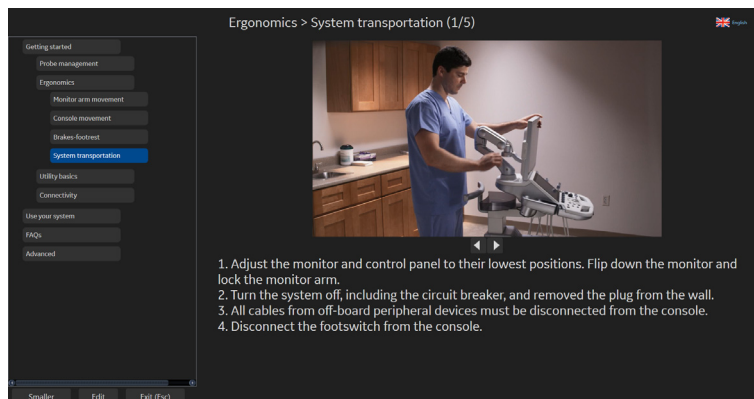 Ergonomics > System transportation (1/5)
English
Getting started
Probe management
Ergonomics
Monitor arm movement
Console movement
Brakes-footrest
System transportation
Utility basics
Connectivity
Use your system
FAQs
Advanced
1. Adjust the monitor and control panel to their lowest positions. Flip down the monitor and
lock the monitor arm.
2. Turn the system off, including the circuit breaker, and removed the plug from the wall.
3. All cables from off-board peripheral devices must be disconnected from the console.
4. Disconnect the footswitch from the console.
Smaller
Edit
Exit (Esc)